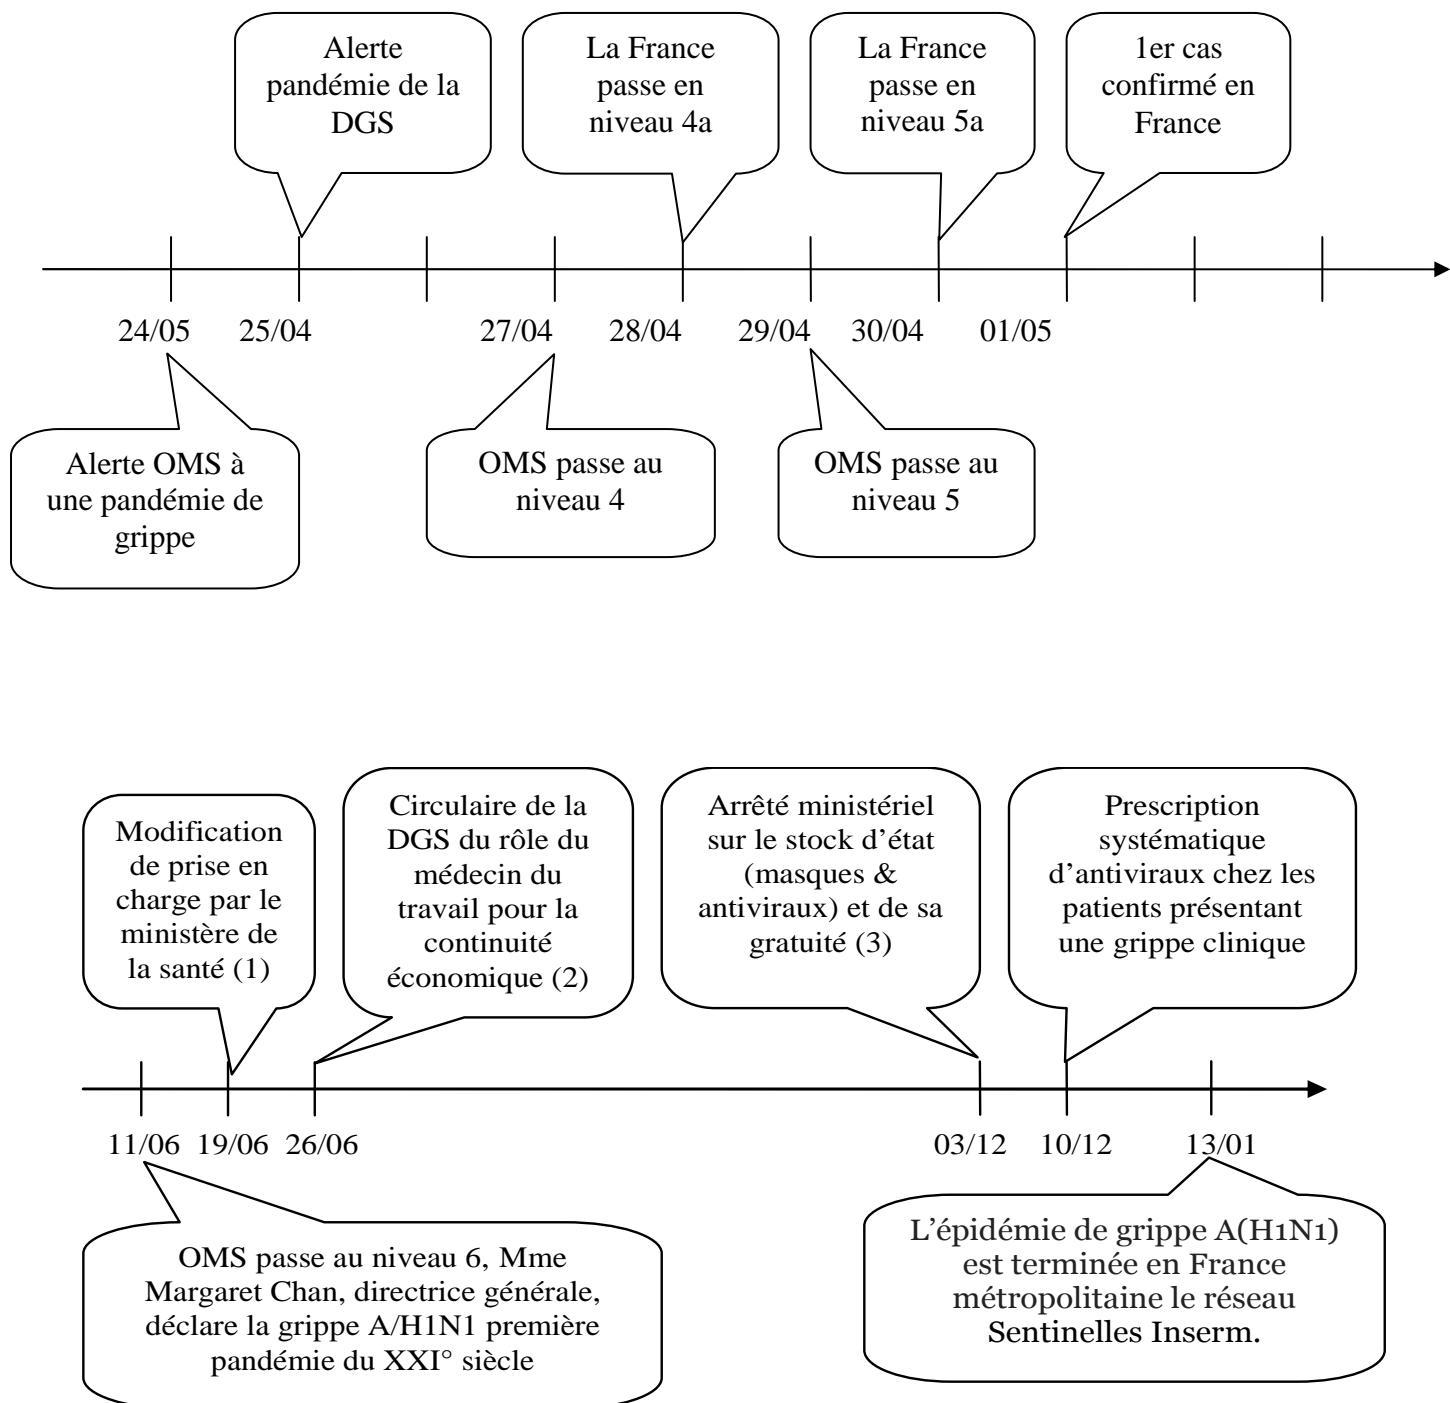 Alerte
pandémie de la
DGS
La France
passe en
niveau 4a
La France
passe en
niveau 5a
1er cas
confirmé en
France
24/05 25/04 27/04 28/04 29/04 30/04 01/05
Alerte OMS à
une pandémie de
grippe
OMS passe au
niveau 4
OMS passe au
niveau 5
Modification
de prise en
charge par le
ministère de
la santé (1)
Circulaire de la
DGS du rôle du
médecin du
travail pour la
continuité
économique (2)
Arrêté ministériel
sur le stock d’état
(masques &
antiviraux) et de sa
gratuité (3)
Prescription
systématique
d’antiviraux chez les
patients présentant
une grippe clinique
11/06 19/06 26/06 03/12 10/12 13/01
OMS passe au niveau 6, Mme
Margaret Chan, directrice générale,
déclare la grippe A/H1N1 première
pandémie du XXI° siècle
L’épidémie de grippe A(H1N1)
est terminée en France
métropolitaine le réseau
Sentinelles Inserm.